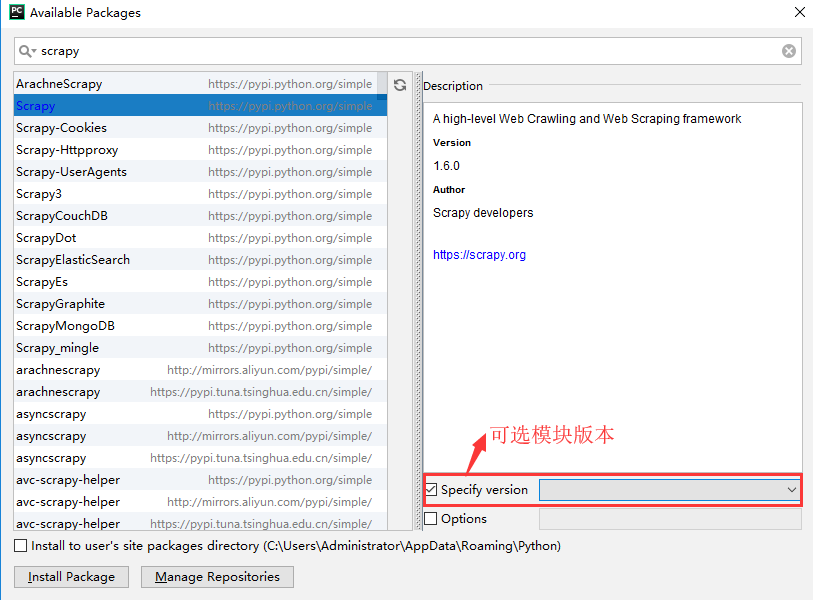 PC Available Packages
scrapy
ArachneScrapy https://pypi.python.org/simple
Scrapy https://pypi.python.org/simple
Scrapy-Cookies https://pypi.python.org/simple
Scrapy-Httpproxy https://pypi.python.org/simple
Scrapy-UserAgents https://pypi.python.org/simple
Scrapy3 https://pypi.python.org/simple
ScrapyCouchDB https://pypi.python.org/simple
ScrapyDot https://pypi.python.org/simple
ScrapyElasticSearch https://pypi.python.org/simple
ScrapyEs https://pypi.python.org/simple
ScrapyGraphite https://pypi.python.org/simple
ScrapyMongoDB https://pypi.python.org/simple
Scrapy_mingle https://pypi.python.org/simple
arachnescrapy http://mirrors.aliyun.com/pypi/simple/
arachnescrapy https://pypi.tuna.tsinghua.edu.cn/simple/
asyncscrapy https://pypi.python.org/simple
asyncscrapy http://mirrors.aliyun.com/pypi/simple/
asyncscrapy https://pypi.tuna.tsinghua.edu.cn/simple/
avc-scrapy-helper https://pypi.python.org/simple
avc-scrapy-helper http://mirrors.aliyun.com/pypi/simple/
avc-scrapy-helper https://pypi.tuna.tsinghua.edu.cn/simple/
Description
A high-level Web Crawling and Web Scraping framework
Version
1.6.0
Author
Scrapy developers
https://scrapy.org
可选模块版本
Specify version
Options
Install to user's site packages directory (C:\Users\Administrator\AppData\Roaming\Python)
Install Package Manage Repositories